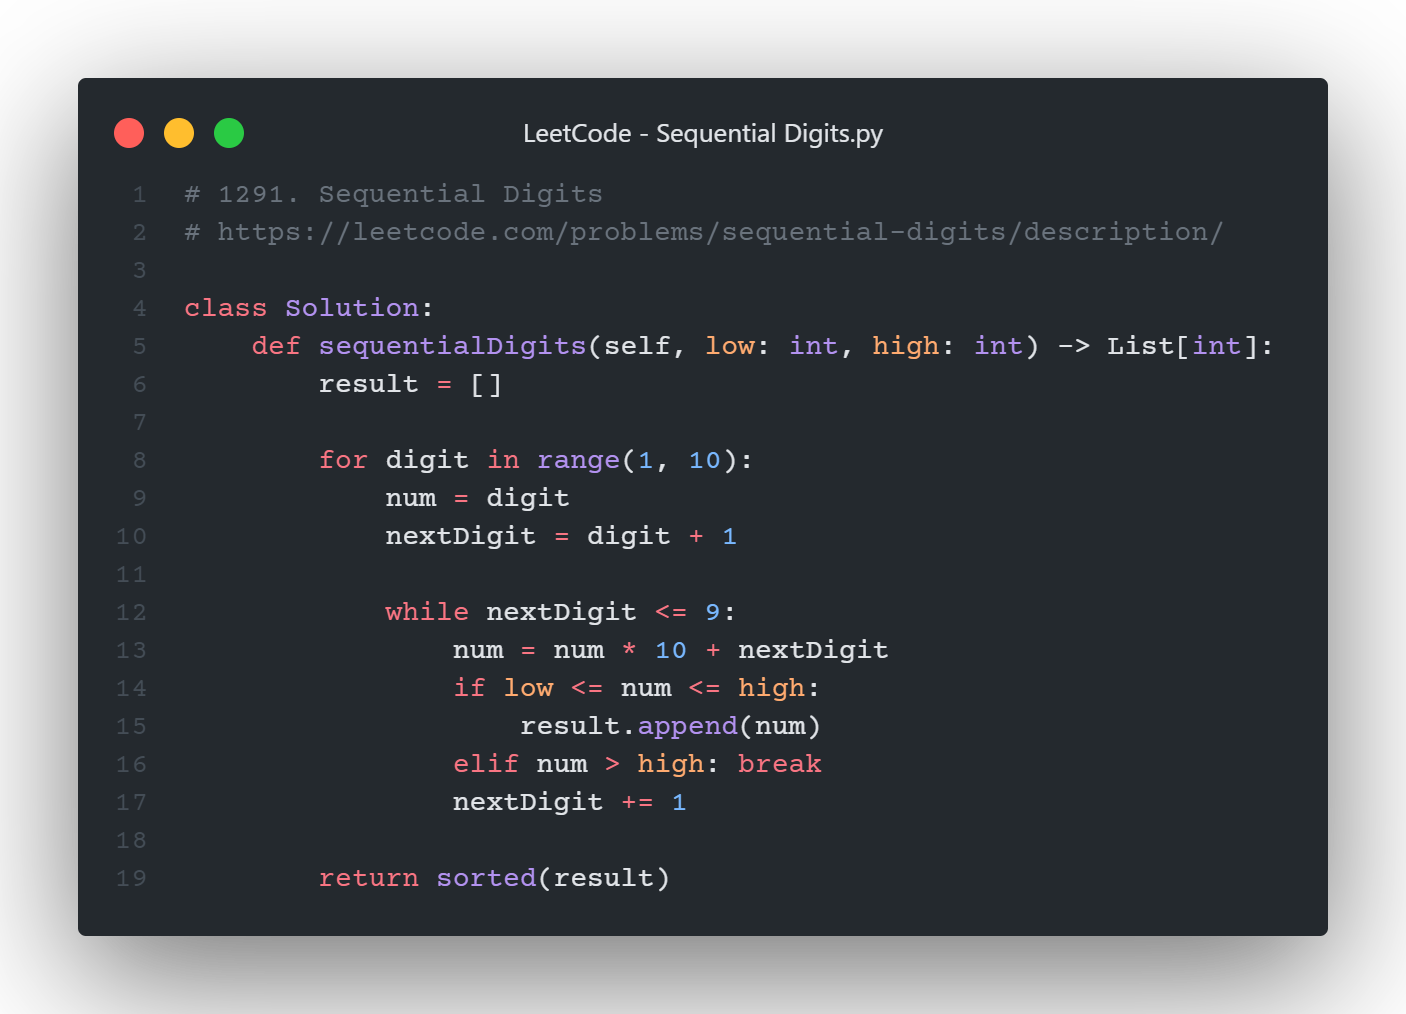 LeetCode - Sequential Digits.py
1 # 1291. Sequential Digits
2 # https://leetcode.com/problems/sequential-digits/description/
3
4 class Solution:
5     def sequentialDigits(self, low: int, high: int) -> List[int]:
6         result = []
7
8         for digit in range(1, 10):
9             num = digit
10             nextDigit = digit + 1
11
12             while nextDigit <= 9:
13                 num = num * 10 + nextDigit
14                 if low <= num <= high:
15                     result.append(num)
16                 elif num > high: break
17                 nextDigit += 1
18
19         return sorted(result)